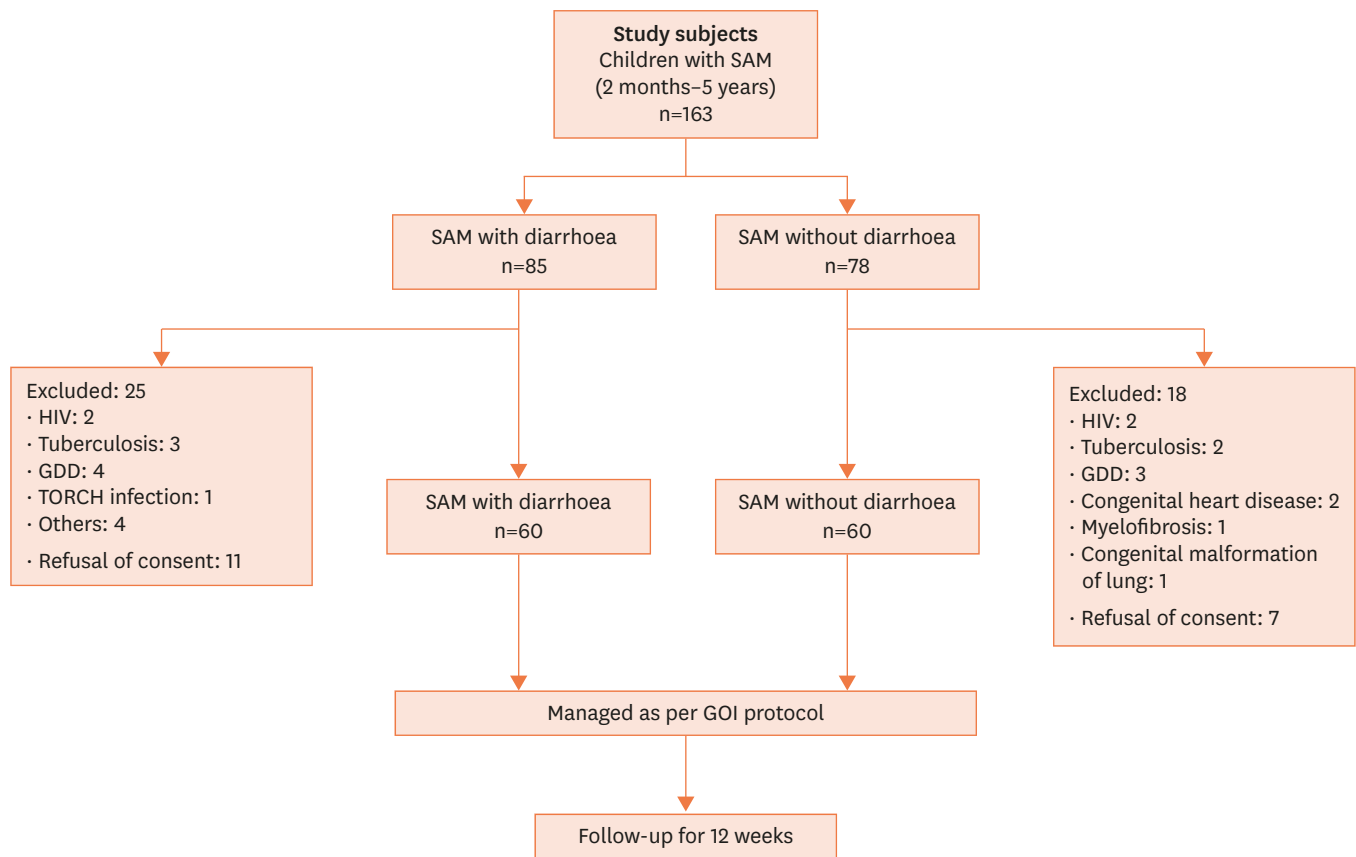 Study subjects
Children with SAM
(2 months–5 years)
n=163
SAM with diarrhoea
n=85
SAM without diarrhoea
n=78
Excluded: 25
· HIV: 2
· Tuberculosis: 3
· GDD: 4
· TORCH infection: 1
· Others: 4
· Refusal of consent: 11
Excluded: 18
· HIV: 2
· Tuberculosis: 2
· GDD: 3
· Congenital heart disease: 2
· Myelofibrosis: 1
· Congenital malformation
of lung: 1
· Refusal of consent: 7
SAM with diarrhoea
n=60
SAM without diarrhoea
n=60
Managed as per GOI protocol
Follow-up for 12 weeks